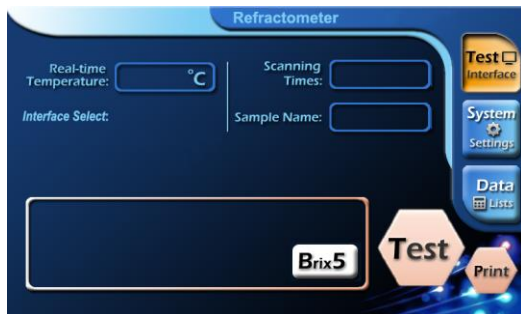 Refractometer
Real-time
Temperature:
°C
Scanning
Times:
Interface Select:
Sample Name:
Test
Interface
System
Settings
Data
Lists
Brix5
Test
Print